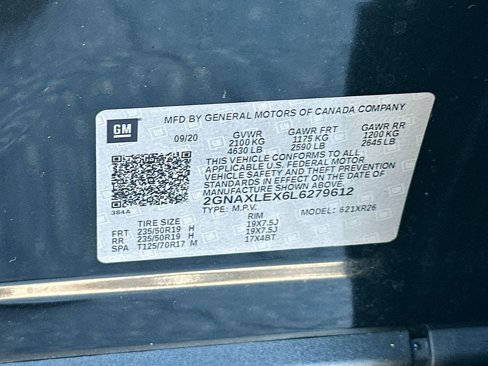 MFD BY GENERAL MOTORS OF CANADA COMPANY
GM
09/20 GVWR GAWR FRT GAWR RR
2100 KG 1175 KG 1200 KG
4630 LB 2590 LB 2645 LB
THIS VEHICLE CONFORMS TO ALL
APPLICABLE U.S. FEDERAL MOTOR
VEHICLE SAFETY AND THEFT PREVENTION
STANDARDS IN EFFECT ON THE DATE OF
MANUFACTURE SHOWN ABOVE.
2GNAXLEX6L6279612
384A
TYPE: M.P.V. MODEL: 621XR26
TIRE SIZE RIM
FRT 235/50R19 H 19X7.5J
RR 235/50R19 H 19X7.5J
SPA T125/70R17 M 17X4BT